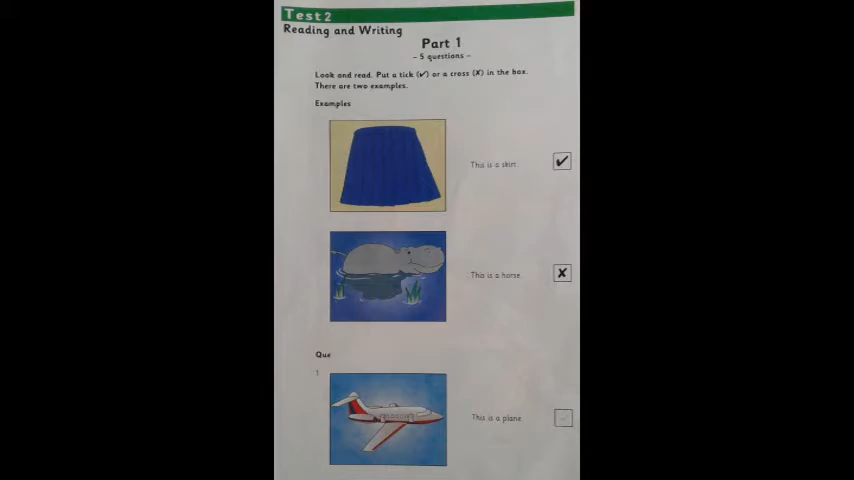 Test 2
Reading and Writing
Part 1
- 5 questions -
Look and read. Put a tick (✔) or a cross (✘) in the box.
There are two examples.
Examples
This is a skirt.
✔
This is a horse.
✘
Que
1
This is a plane